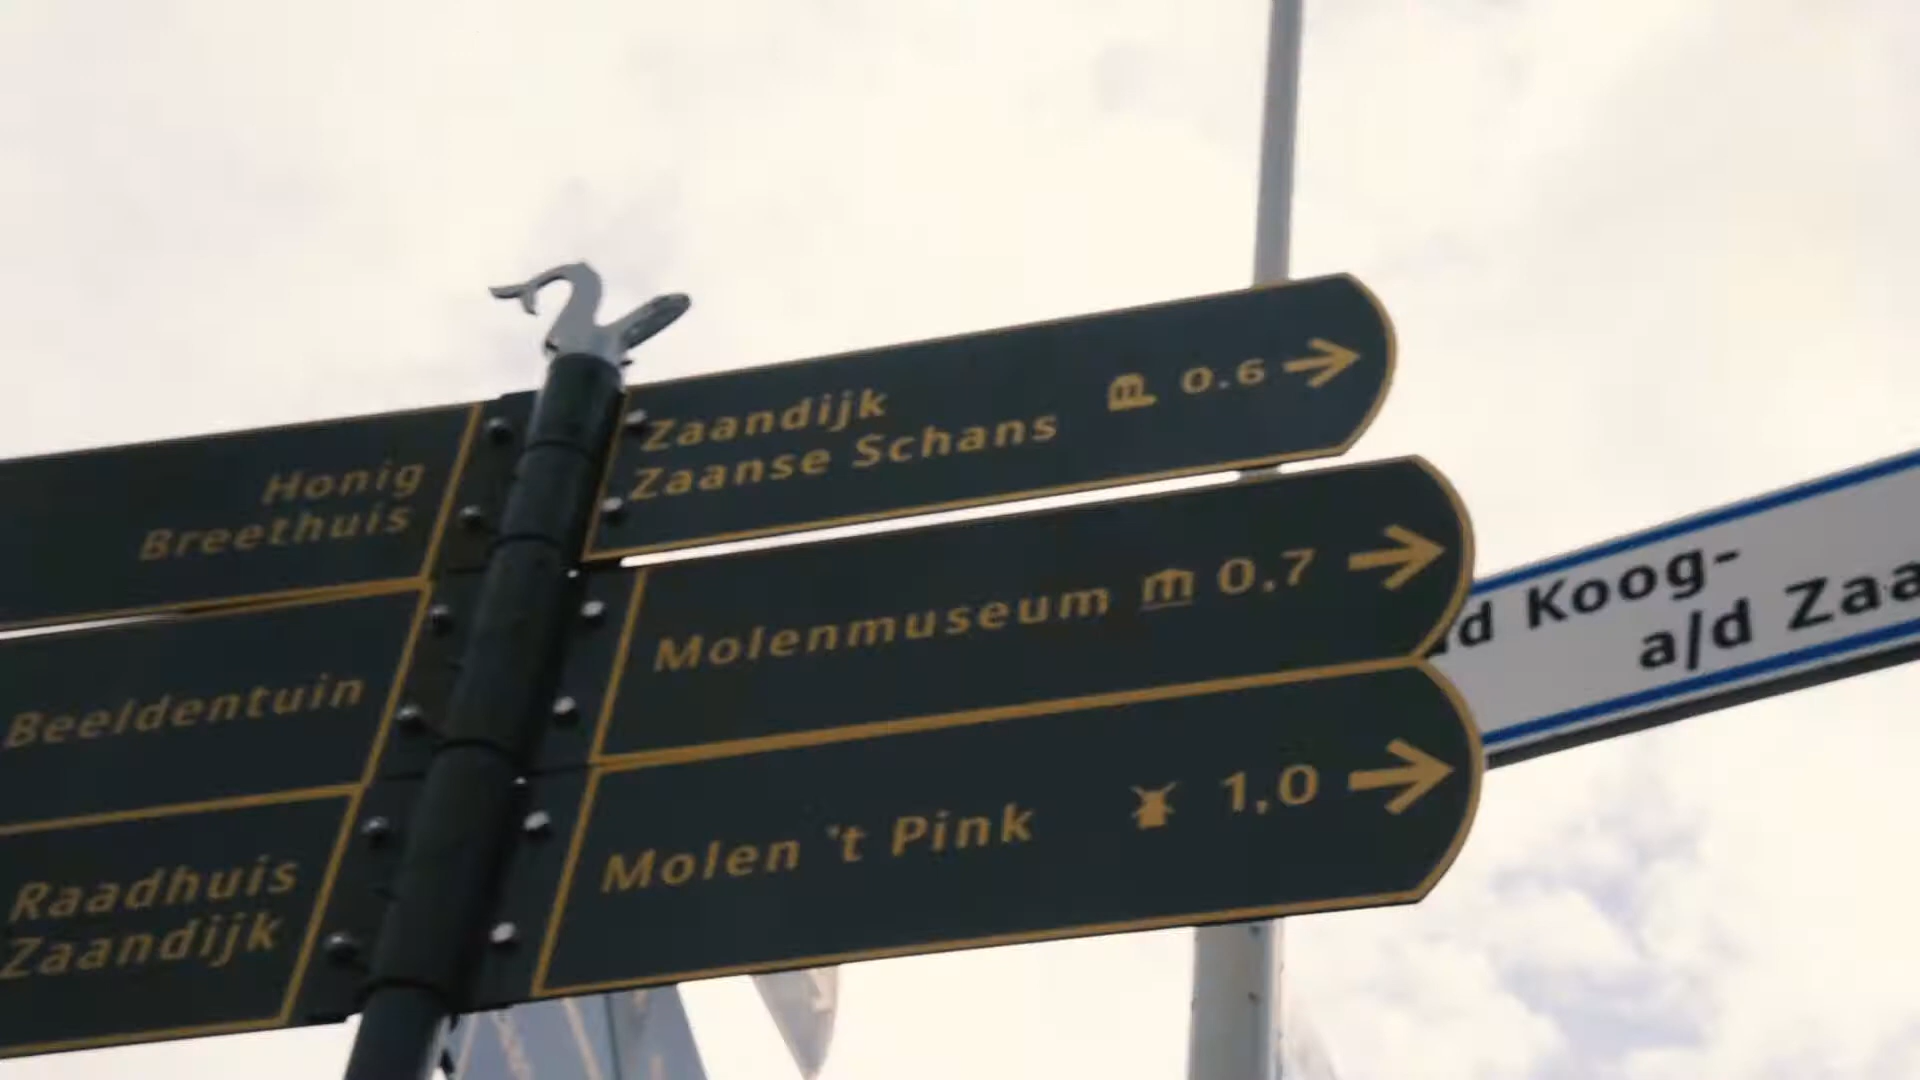 Honig
Breethuis
Beeldentuin
Raadhuis
Zaandijk
Zaandijk
Zaanse Schans 0.6
Molenmuseum 0,7
Molen 't Pink 1,0
Koog-
a/d